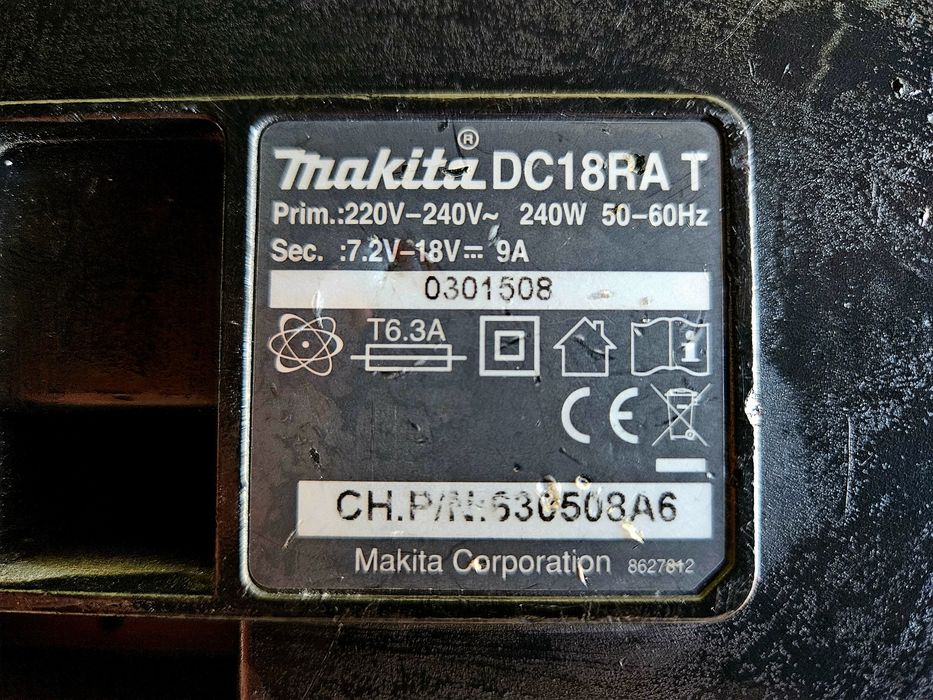 makita® DC18RA T
Prim.:220V–240V~ 240W 50–60Hz
Sec. :7.2V–18V⎓ 9A
0301508
T6.3A
i
CE
CH.P/N:630508A6
Makita Corporation 8627812